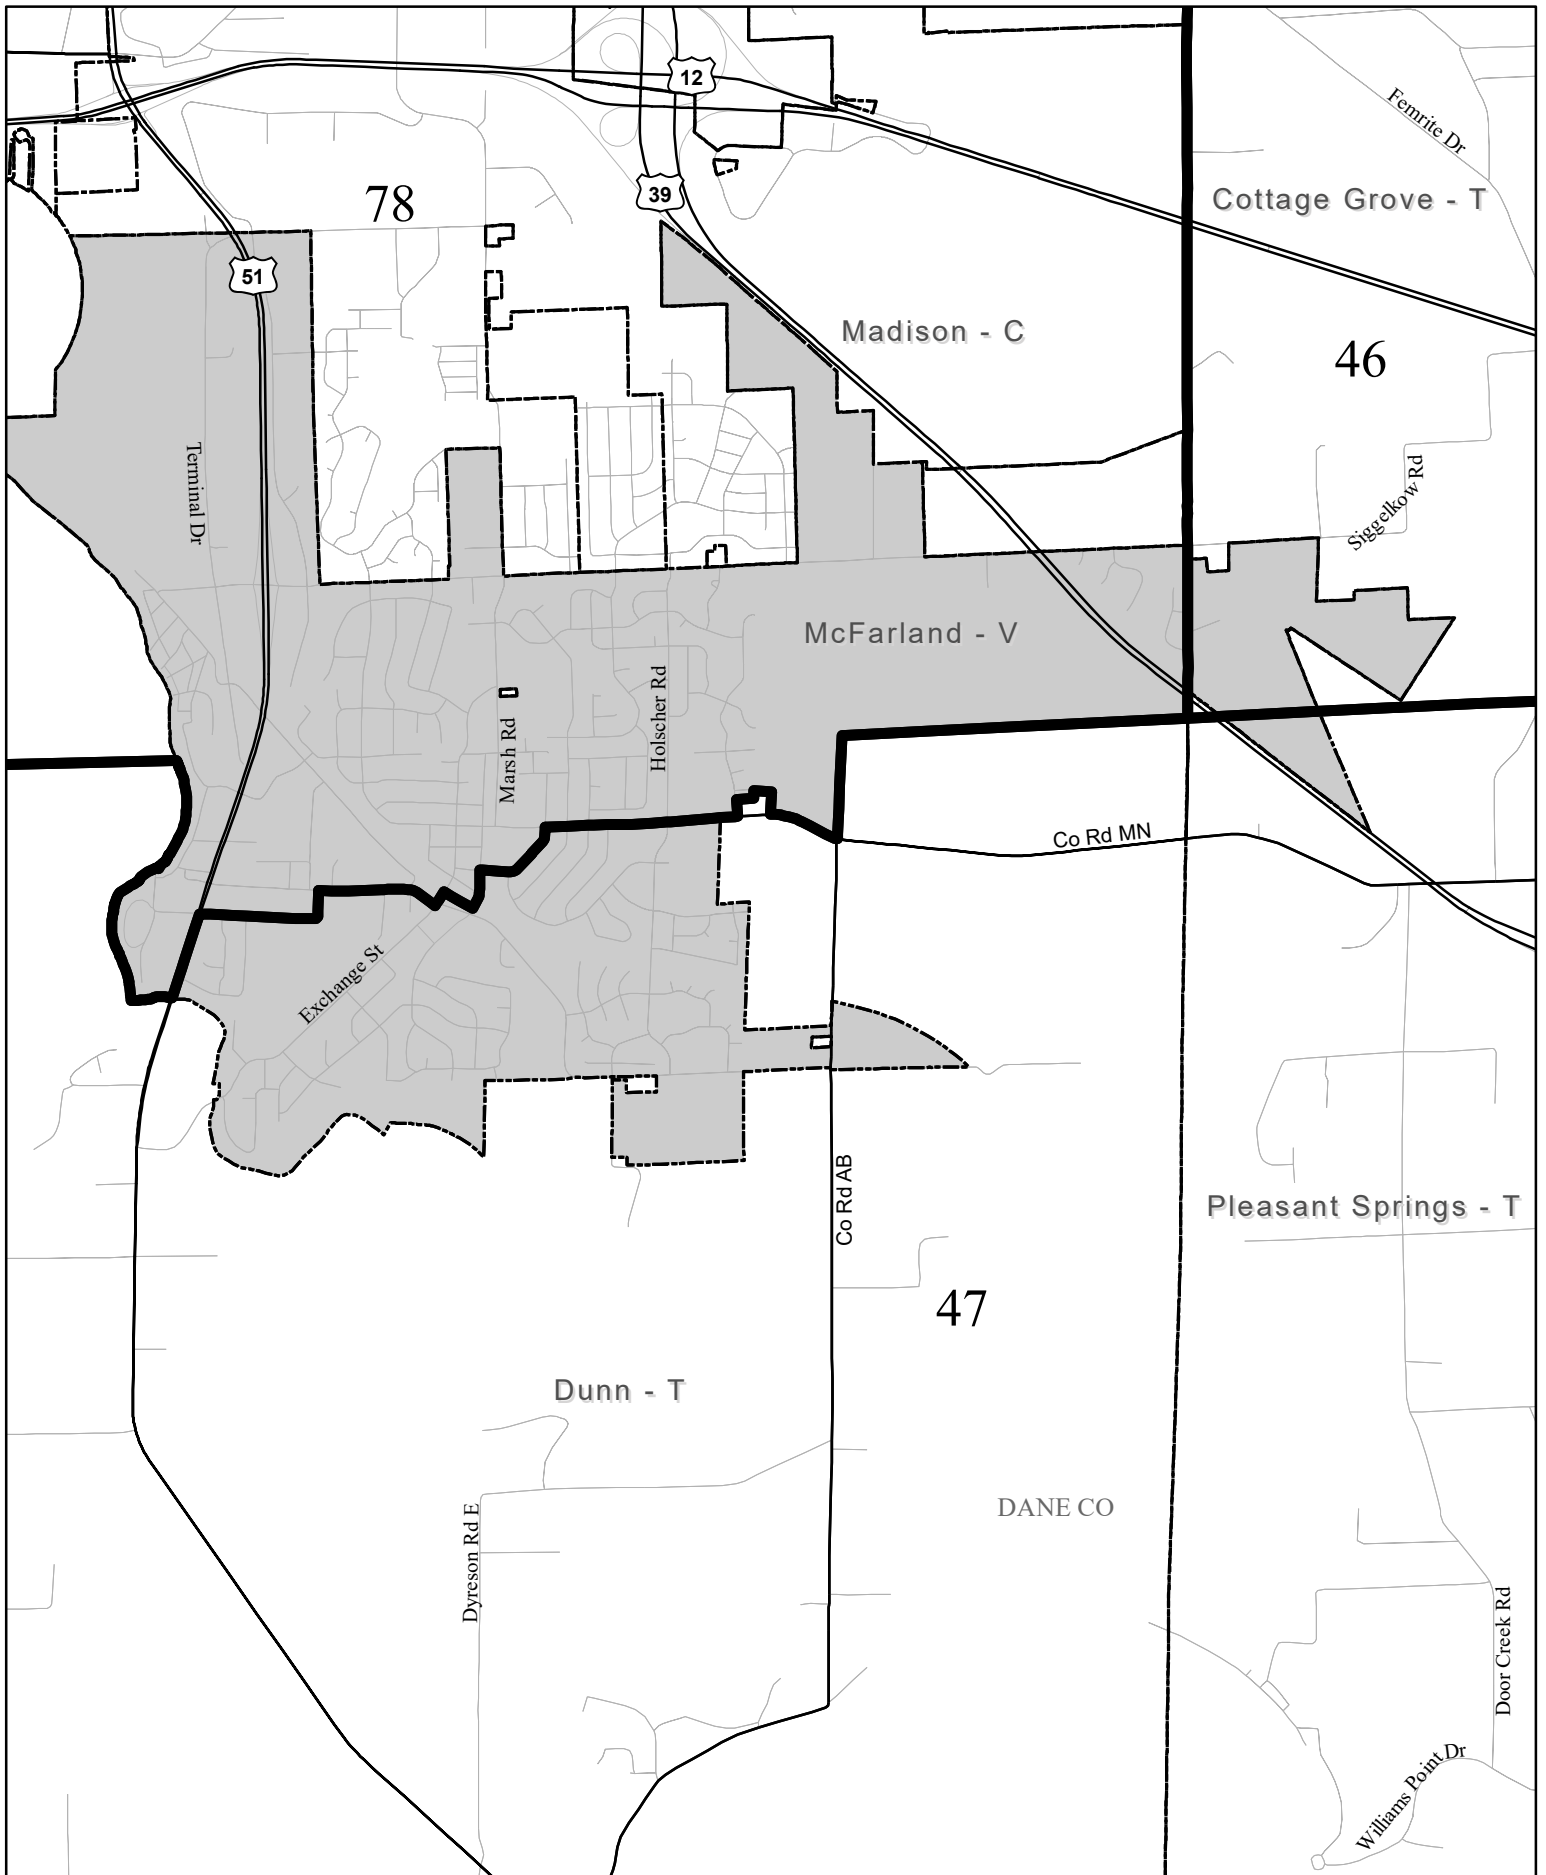 12
Femrite Dr
78
39
Cottage Grove - T
51
Madison - C
46
Terminal Dr
Siggelkow Rd
McFarland - V
Holscher Rd
Marsh Rd
Co Rd MN
Exchange St
Co Rd AB
Pleasant Springs - T
47
Dunn - T
DANE CO
Dyreson Rd E
Door Creek Rd
Williams Point Dr